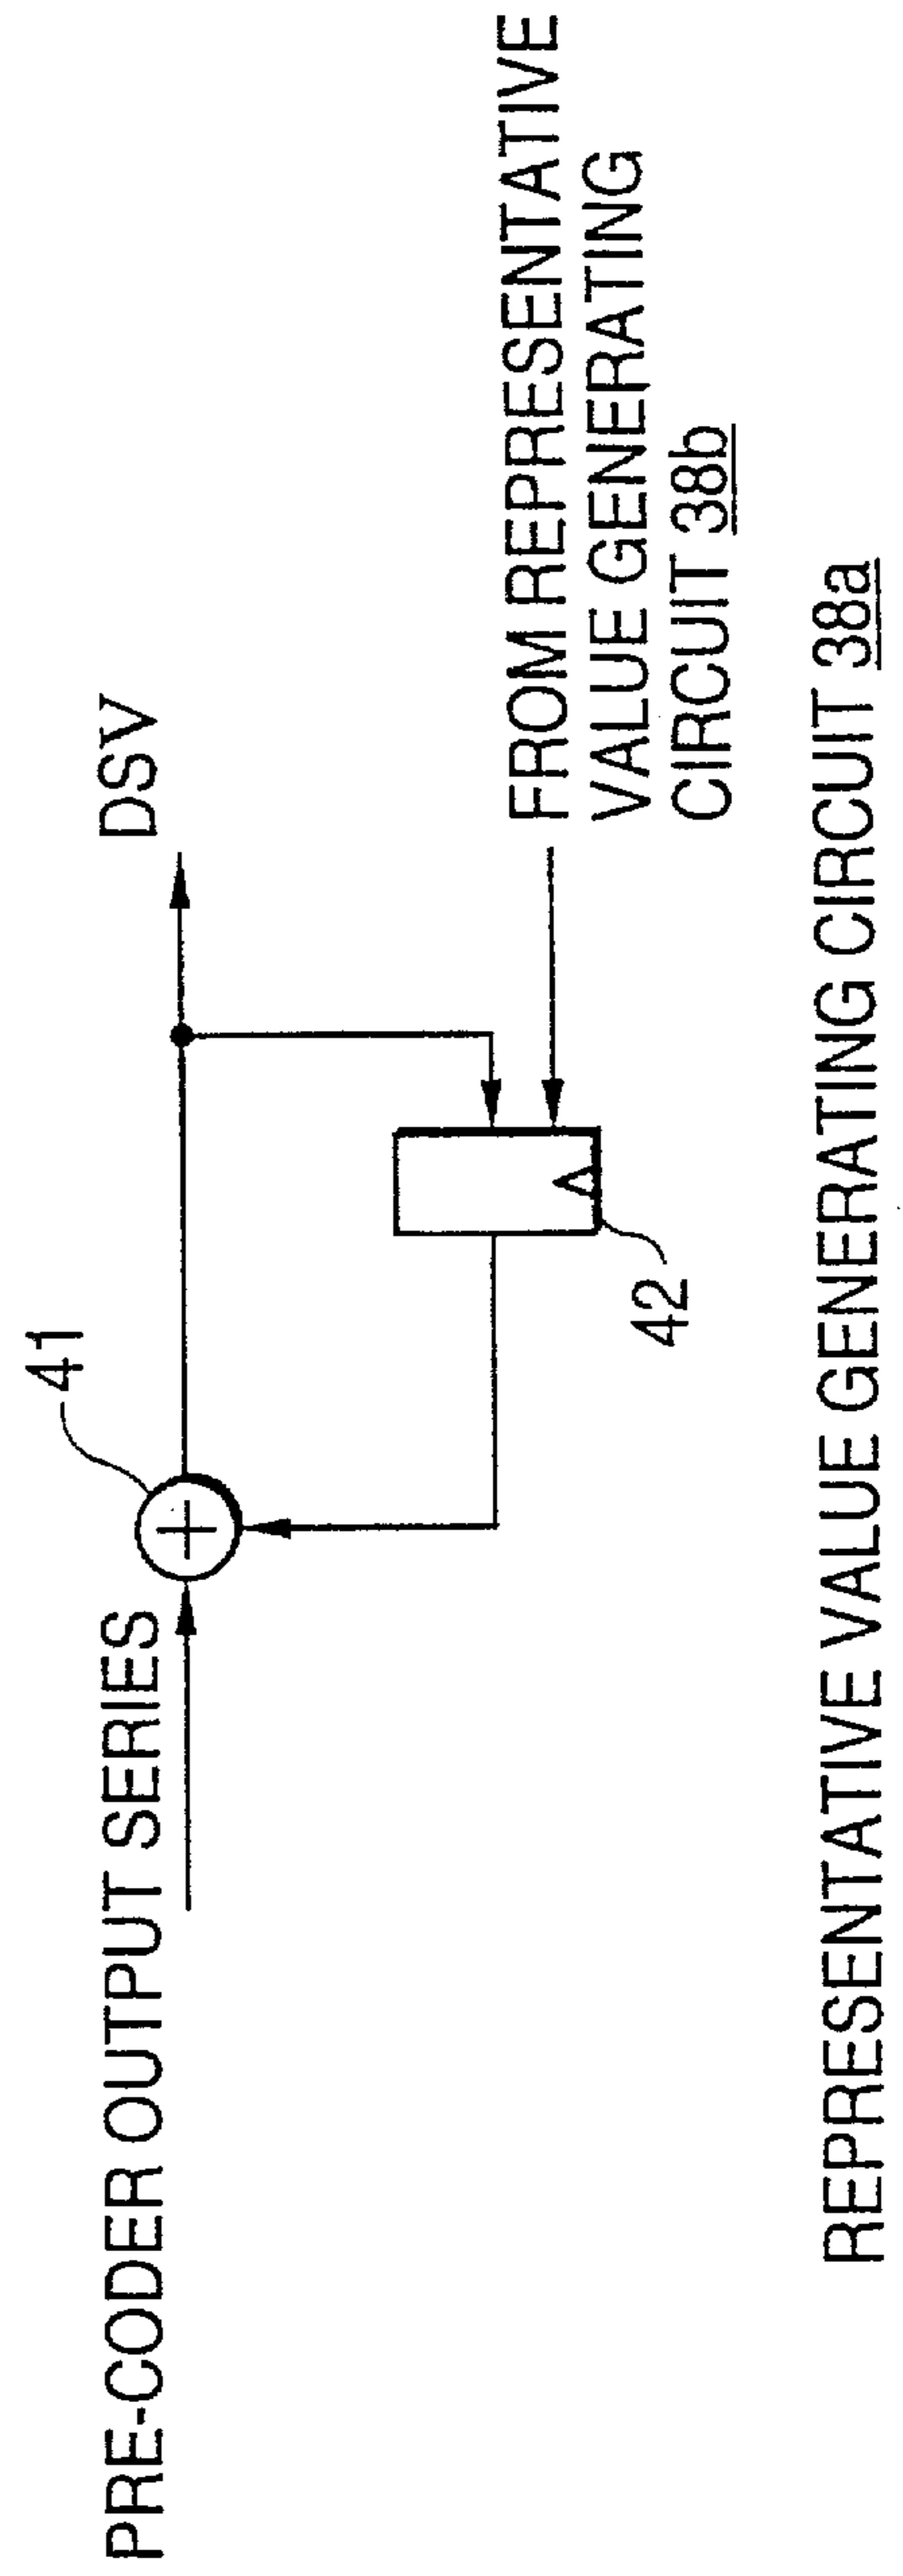 PRE-CODER OUTPUT SERIES
41
+
DSV
42
FROM REPRESENTATIVE
VALUE GENERATING
CIRCUIT 38b
REPRESENTATIVE VALUE GENERATING CIRCUIT 38a